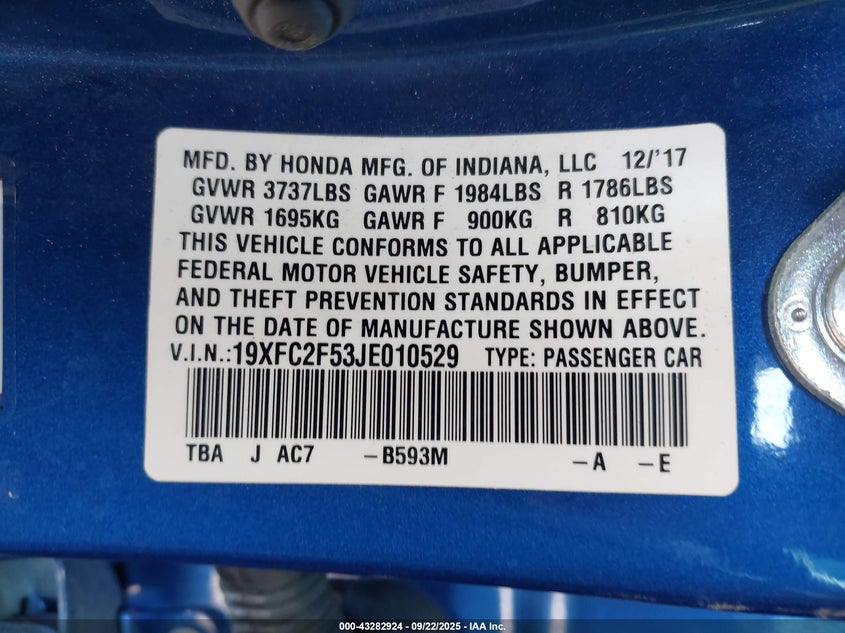 MFD. BY HONDA MFG. OF INDIANA, LLC 12/'17
GVWR 3737LBS GAWR F 1984LBS R 1786LBS
GVWR 1695KG GAWR F 900KG R 810KG
THIS VEHICLE CONFORMS TO ALL APPLICABLE
FEDERAL MOTOR VEHICLE SAFETY, BUMPER,
AND THEFT PREVENTION STANDARDS IN EFFECT
ON THE DATE OF MANUFACTURE SHOWN ABOVE.
V.I.N.:19XFC2F53JE010529 TYPE: PASSENGER CAR
TBA J AC7 -B593M -A -E
000-43282924 - 09/22/2025 - IAA Inc.